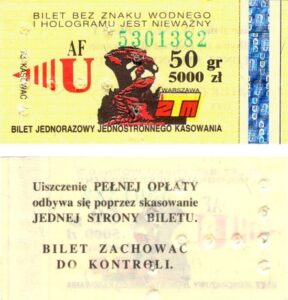 BILET BEZ ZNAKU WODNEGO
I HOLOGRAMU JEST NIEWAŻNY
AF
5301382
KASOWAĆ
U
50 gr
5000 zł
WARSZAWA
ZTM
BILET JEDNORAZOWY JEDNOSTRONNEGO KASOWANIA
Uiszczenie PEŁNEJ OPŁATY
odbywa się poprzez skasowanie
JEDNEJ STRONY BILETU.
BILET ZACHOWAĆ
DO KONTROLI.